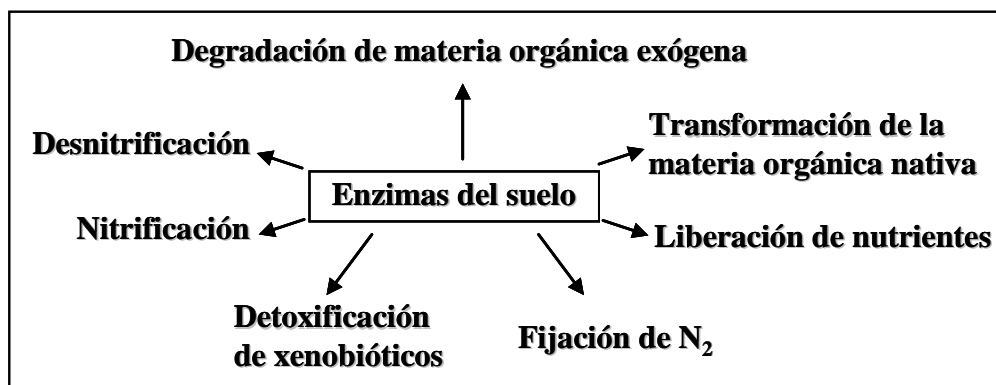 Degradación de materia orgánica exógena
Desnitrificación
Transformación de la
materia orgánica nativa
Enzimas del suelo
Nitrificación
Liberación de nutrientes
Detoxificación
de xenobióticos
Fijación de N₂